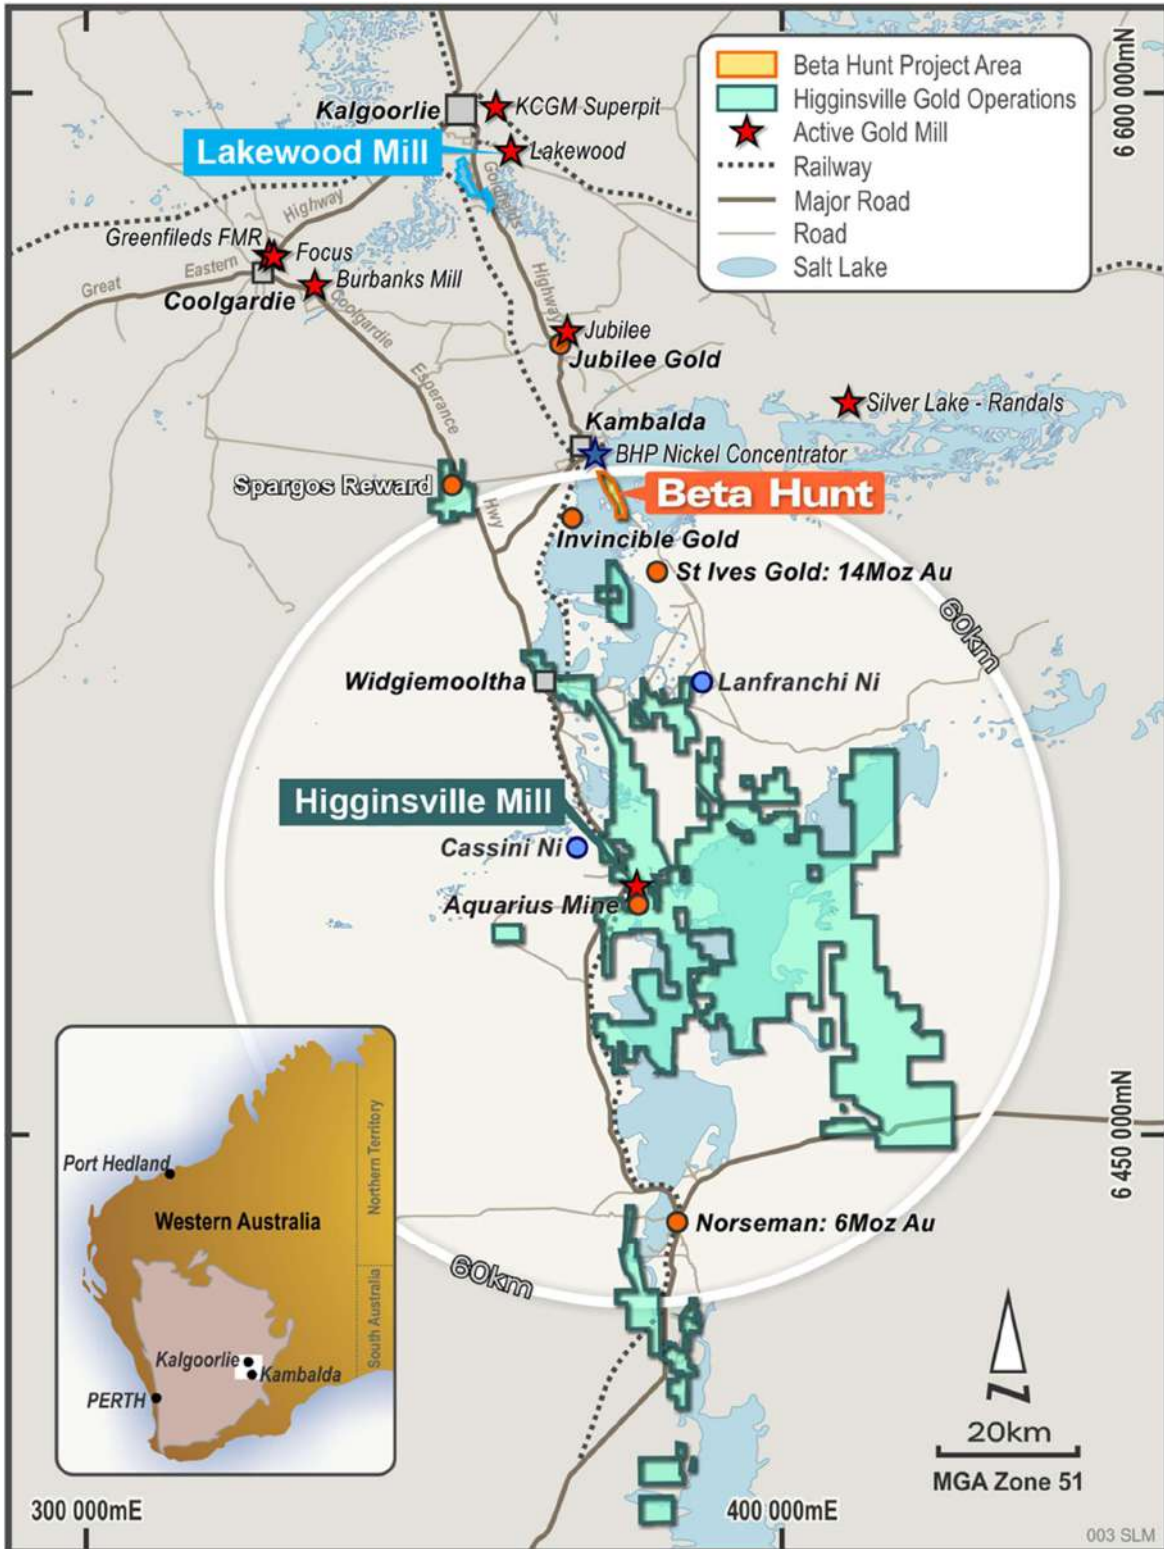 Beta Hunt Project Area
Higginsville Gold Operations
Active Gold Mill
Railway
Major Road
Road
Salt Lake
6 600 000mN
Kalgoorlie
KCGM Superpit
Lakewood Mill
Lakewood
Goldfields
Highway
Highway
Greenfileds FMR
Focus
Great
Eastern
Burbanks Mill
Coolgardie
Coolgardie
Esperance
Hwy
Jubilee
Jubilee Gold
Silver Lake - Randals
Kambalda
BHP Nickel Concentrator
Spargos Reward
Beta Hunt
Invincible Gold
St Ives Gold: 14Moz Au
60km
Widgiemooltha
Lanfranchi Ni
Higginsville Mill
Cassini Ni
Aquarius Mine
6 450 000mN
Norseman: 6Moz Au
60km
Port Hedland
Western Australia
Northern Territory
South Australia
Kalgoorlie
Kambalda
PERTH
N
20km
MGA Zone 51
300 000mE
400 000mE
003 SLM